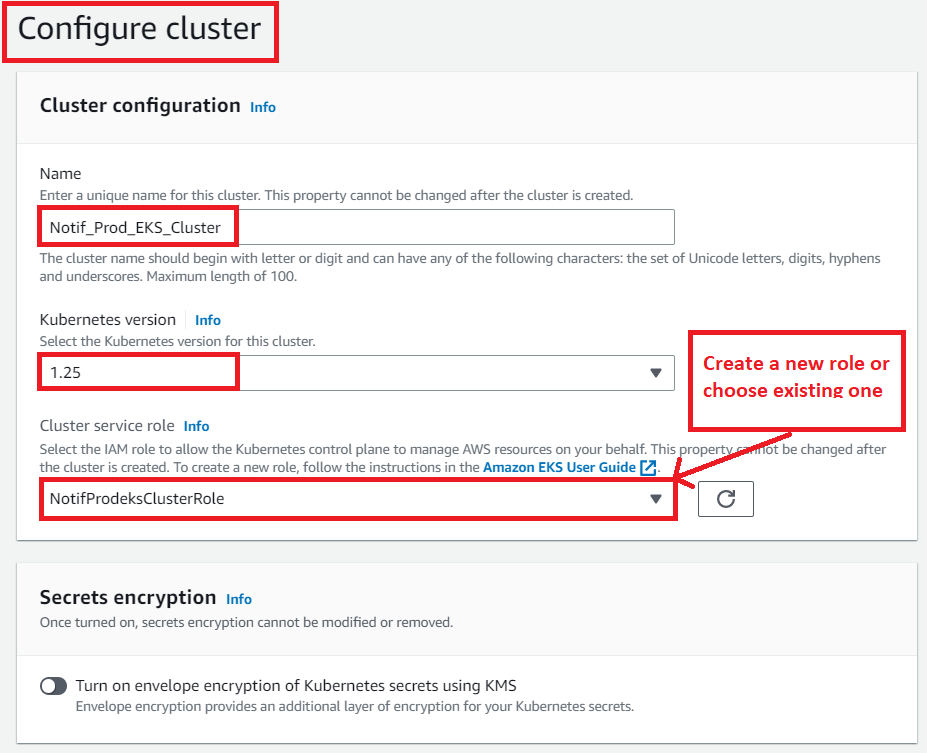 Configure cluster
Cluster configuration Info
Name
Enter a unique name for this cluster. This property cannot be changed after the cluster is created.
Notif_Prod_EKS_Cluster
The cluster name should begin with letter or digit and can have any of the following characters: the set of Unicode letters, digits, hyphens
and underscores. Maximum length of 100.
Kubernetes version Info
Select the Kubernetes version for this cluster.
1.25
Create a new role or
choose existing one
Cluster service role Info
Select the IAM role to allow the Kubernetes control plane to manage AWS resources on your behalf. This property cannot be changed after
the cluster is created. To create a new role, follow the instructions in the Amazon EKS User Guide.
NotifProdeksClusterRole
Secrets encryption Info
Once turned on, secrets encryption cannot be modified or removed.
Turn on envelope encryption of Kubernetes secrets using KMS
Envelope encryption provides an additional layer of encryption for your Kubernetes secrets.